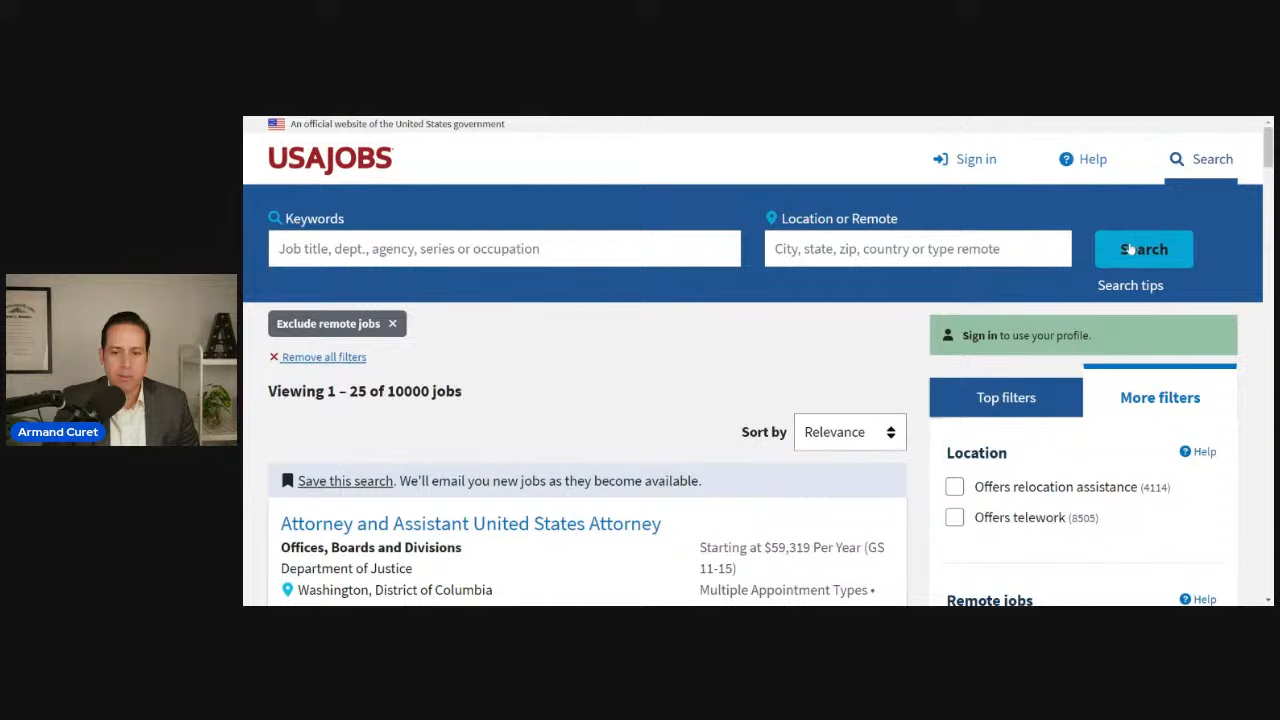 An official website of the United States government
USAJOBS
Sign in
Help
Search
Keywords
Location or Remote
Job title, dept., agency, series or occupation
City, state, zip, country or type remote
Search
Search tips
Exclude remote jobs ×
Remove all filters
Sign in to use your profile.
Viewing 1 – 25 of 10000 jobs
Top filters
More filters
Sort by
Relevance
Location
Help
Save this search. We'll email you new jobs as they become available.
Offers relocation assistance (4114)
Offers telework (8505)
Attorney and Assistant United States Attorney
Offices, Boards and Divisions
Department of Justice
Washington, District of Columbia
Starting at $59,319 Per Year (GS
11-15)
Multiple Appointment Types •
Remote jobs
Help
Armand Curet
A